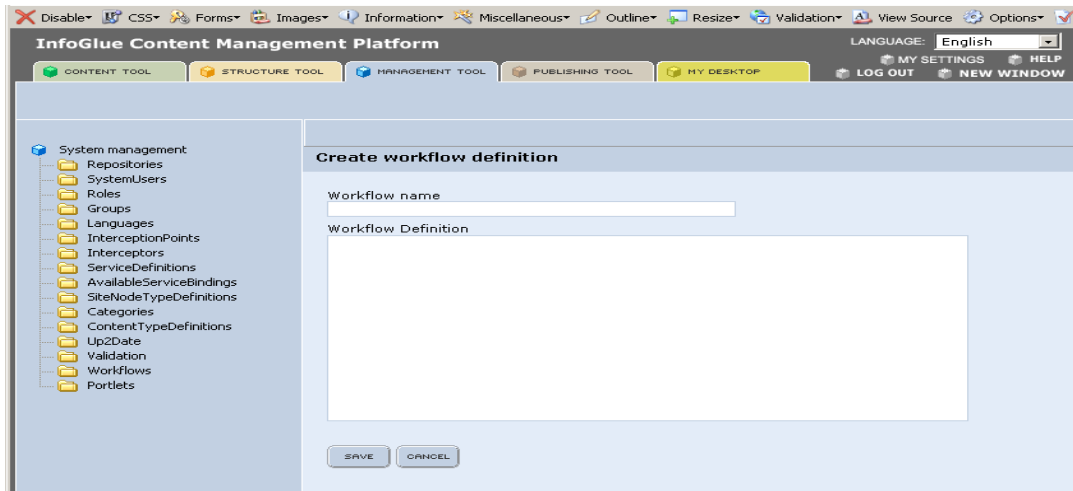 Disable CSS Forms Images Information Miscellaneous Outline Resize Validation View Source Options
InfoGlue Content Management Platform
LANGUAGE: English
MY SETTINGS HELP
LOG OUT NEW WINDOW
CONTENT TOOL STRUCTURE TOOL MANAGEMENT TOOL PUBLISHING TOOL MY DESKTOP
System management
Repositories
SystemUsers
Roles
Groups
Languages
InterceptionPoints
Interceptors
ServiceDefinitions
AvailableServiceBindings
SiteNodeTypeDefinitions
Categories
ContentTypeDefinitions
Up2Date
Validation
Workflows
Portlets
Create workflow definition
Workflow name
Workflow Definition
SAVE CANCEL